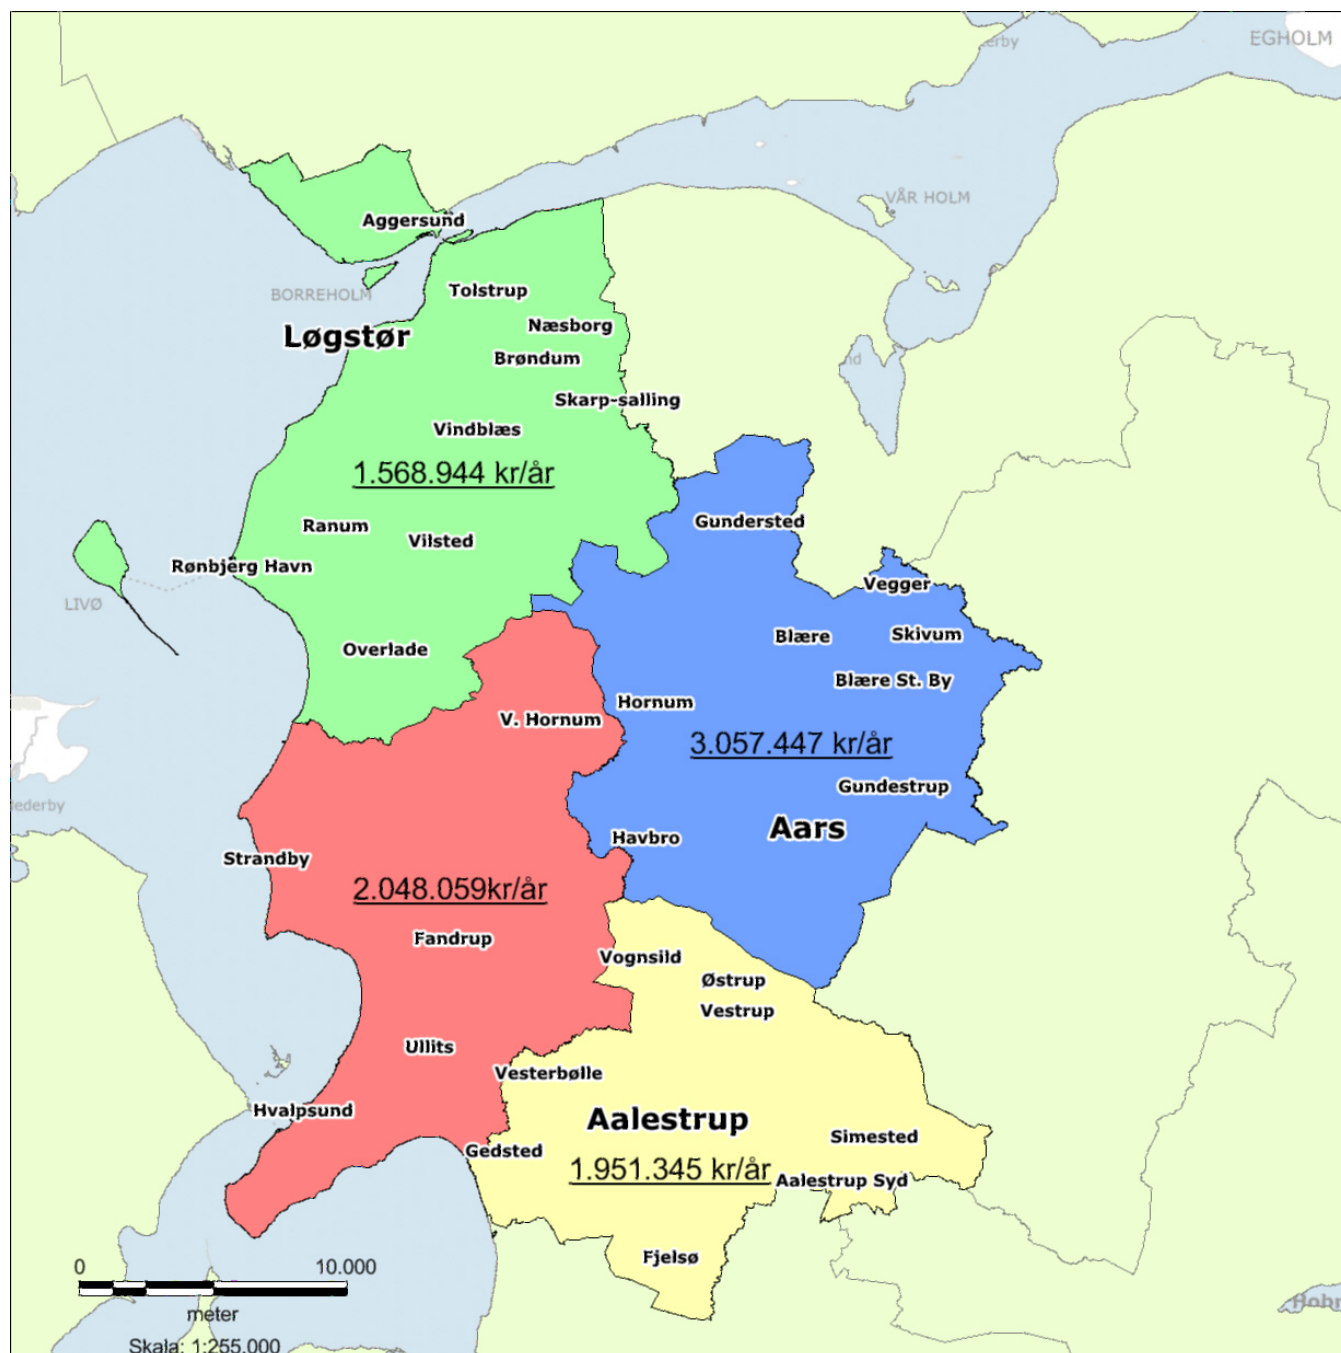 EGHOLM
VÅR HOLM
Aggersund
Tolstrup
BORREHOLM
Næsborg
Løgstør
Brøndum
Skarp-salling
Vindblæs
1.568.944 kr/år
Gundersted
Ranum
Vilsted
Rønbjerg Havn
Vegger
LIVØ
Blære
Skivum
Overlade
Blære St. By
Hornum
V. Hornum
3.057.447 kr/år
Gundestrup
Aars
Havbro
Strandby
2.048.059kr/år
Fandrup
Vognsild
Østrup
Vestrup
Ullits
Vesterbølle
Hvalpsund
Aalestrup
Simested
Gedsted
1.951.345 kr/år
Aalestrup Syd
Fjelsø
0 10.000
meter
Skala: 1:255.000